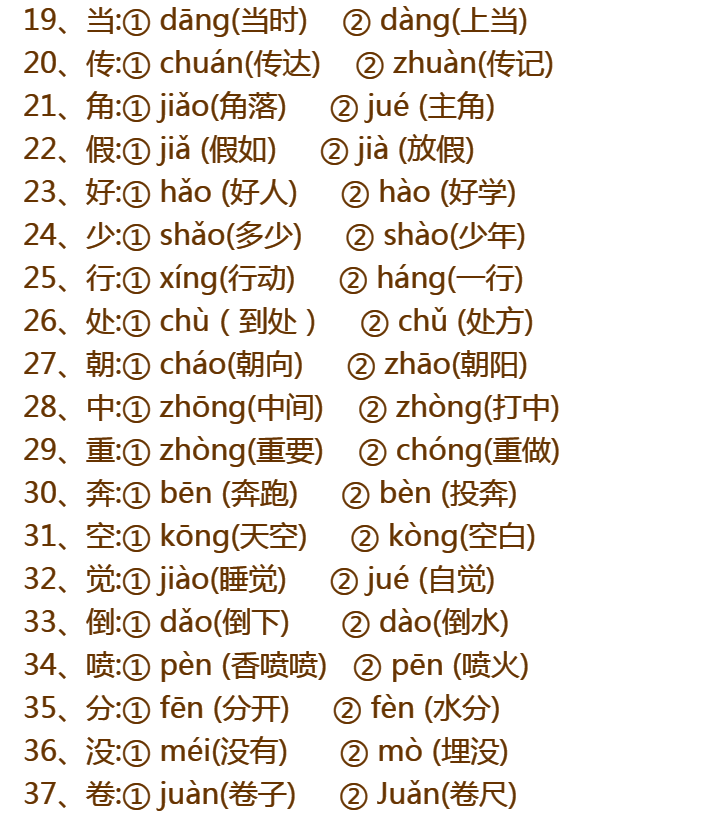 19、当:① dāng(当时) ② dàng(上当)
20、传:① chuán(传达) ② zhuàn(传记)
21、角:① jiǎo(角落) ② jué (主角)
22、假:① jiǎ (假如) ② jià (放假)
23、好:① hǎo (好人) ② hào (好学)
24、少:① shǎo(多少) ② shào(少年)
25、行:① xíng(行动) ② háng(一行)
26、处:① chù ( 到处 ) ② chǔ (处方)
27、朝:① cháo(朝向) ② zhāo(朝阳)
28、中:① zhōng(中间) ② zhòng(打中)
29、重:① zhòng(重要) ② chóng(重做)
30、奔:① bēn (奔跑) ② bèn (投奔)
31、空:① kōng(天空) ② kòng(空白)
32、觉:① jiào(睡觉) ② jué (自觉)
33、倒:① dǎo(倒下) ② dào(倒水)
34、喷:① pèn (香喷喷) ② pēn (喷火)
35、分:① fēn (分开) ② fèn (水分)
36、没:① méi(没有) ② mò (埋没)
37、卷:① juàn(卷子) ② Juǎn(卷尺)